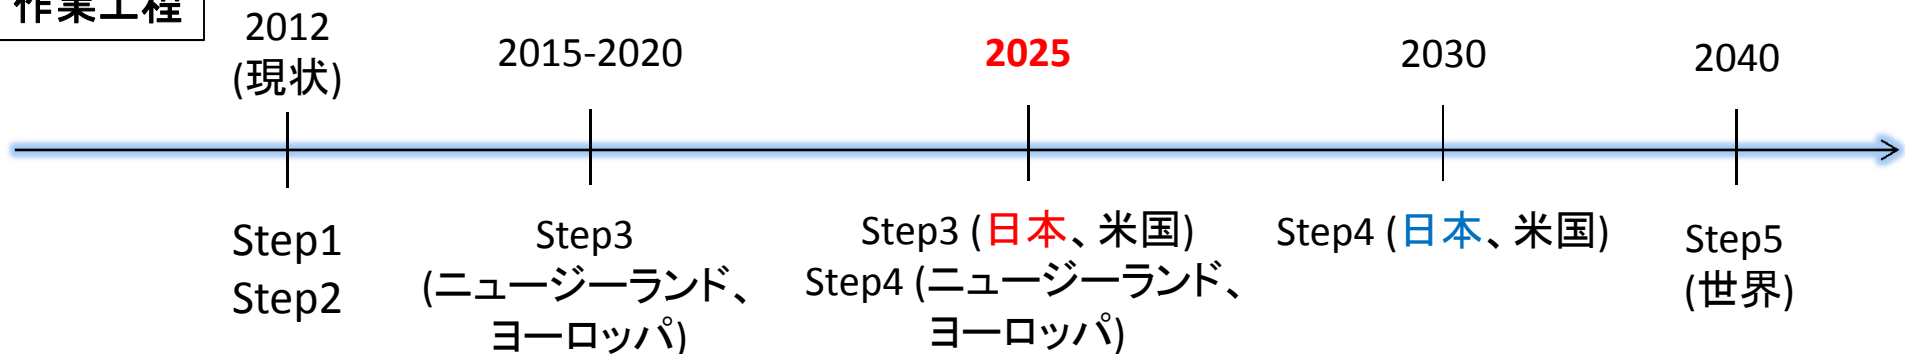 作業工程
2012
(現状)
2015-2020
2025
2030
2040
Step1
Step2
Step3
(ニュージーランド、
ヨーロッパ)
Step3 (日本、米国)
Step4 (ニュージーランド、
ヨーロッパ)
Step4 (日本、米国)
Step5
(世界)